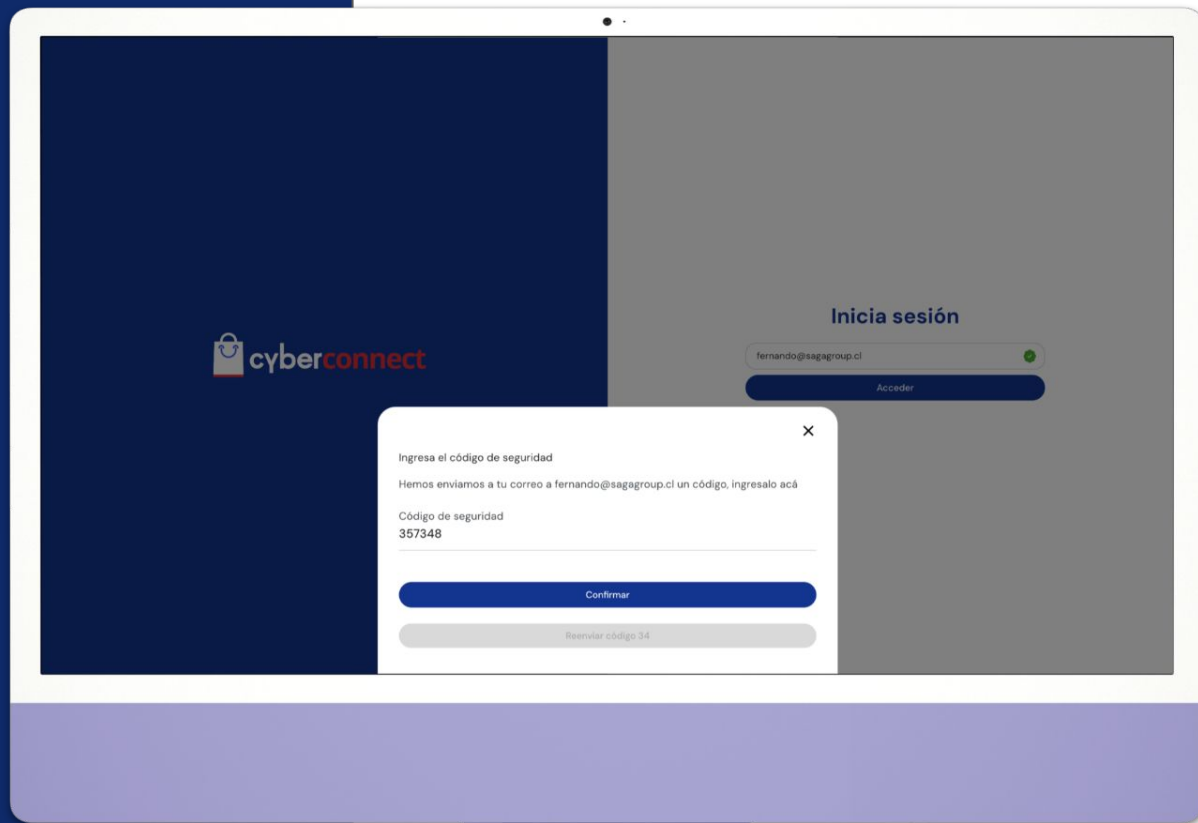 cyberconnect
Inicia sesión
fernando@sagagroup.cl
Acceder
Ingresa el código de seguridad
Hemos enviamos a tu correo a fernando@sagagroup.cl un código, ingresalo acá
Código de seguridad
357348
Confirmar
Reenviar código 34